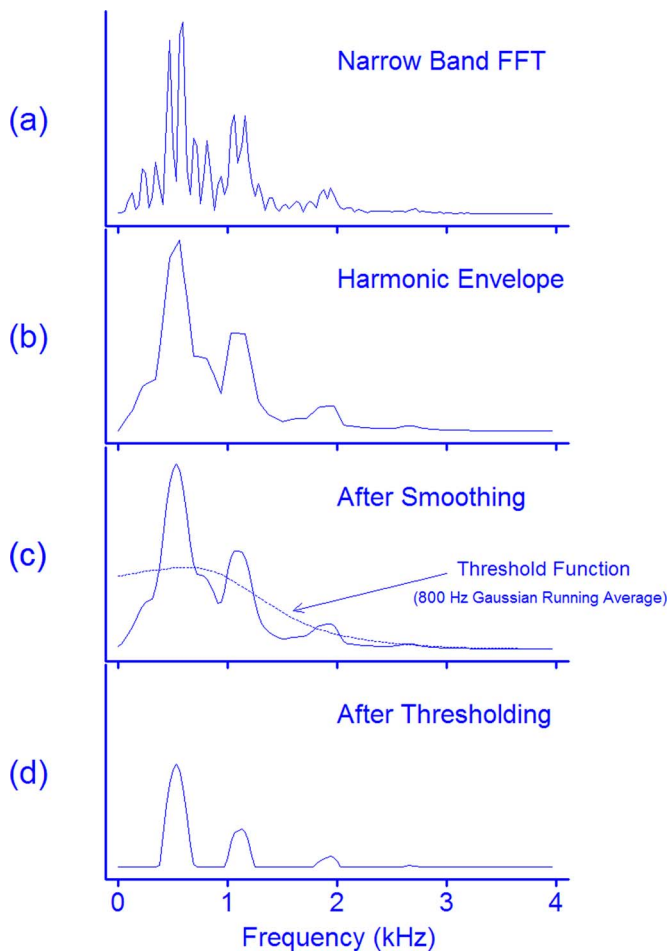 (a)
Narrow Band FFT
(b)
Harmonic Envelope
(c)
After Smoothing
Threshold Function
(800 Hz Gaussian Running Average)
(d)
After Thresholding
0 1 2 3 4
Frequency (kHz)